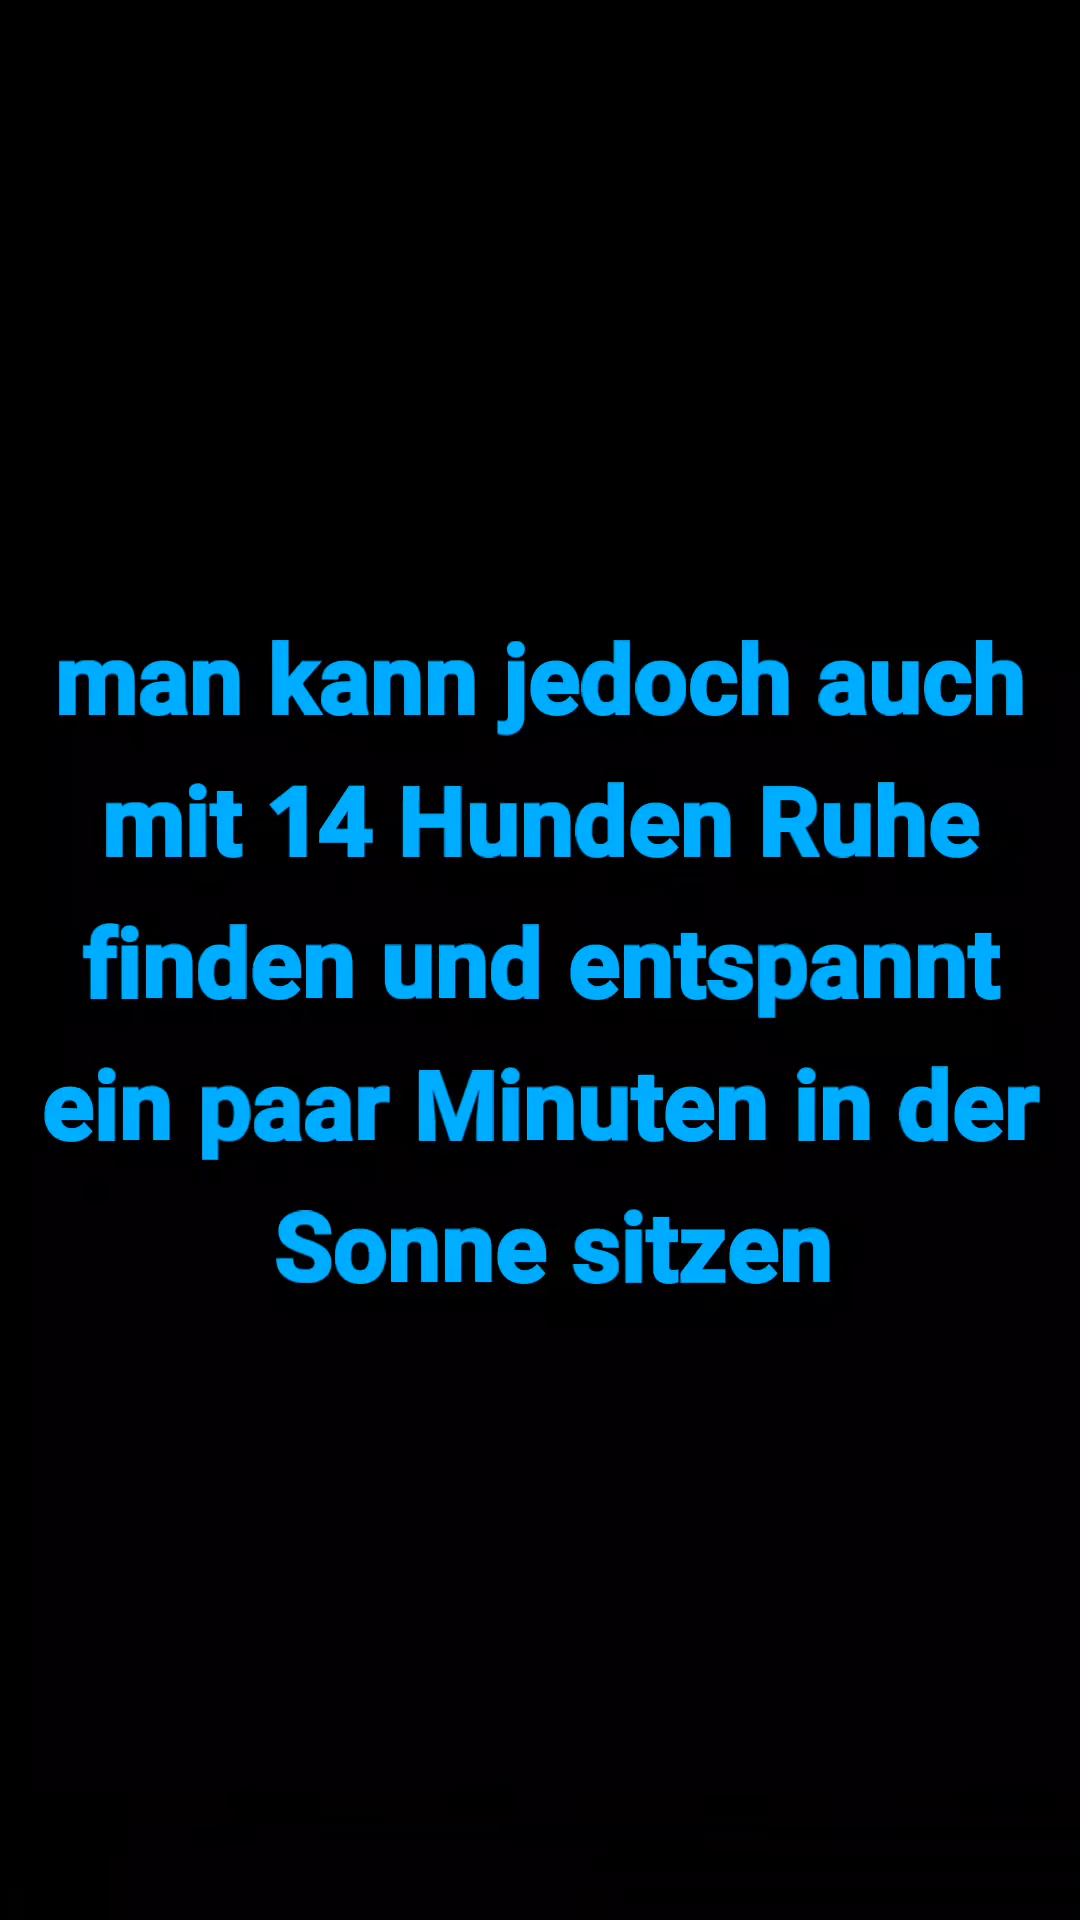 man kann jedoch auch
mit 14 Hunden Ruhe
finden und entspannt
ein paar Minuten in der
Sonne sitzen